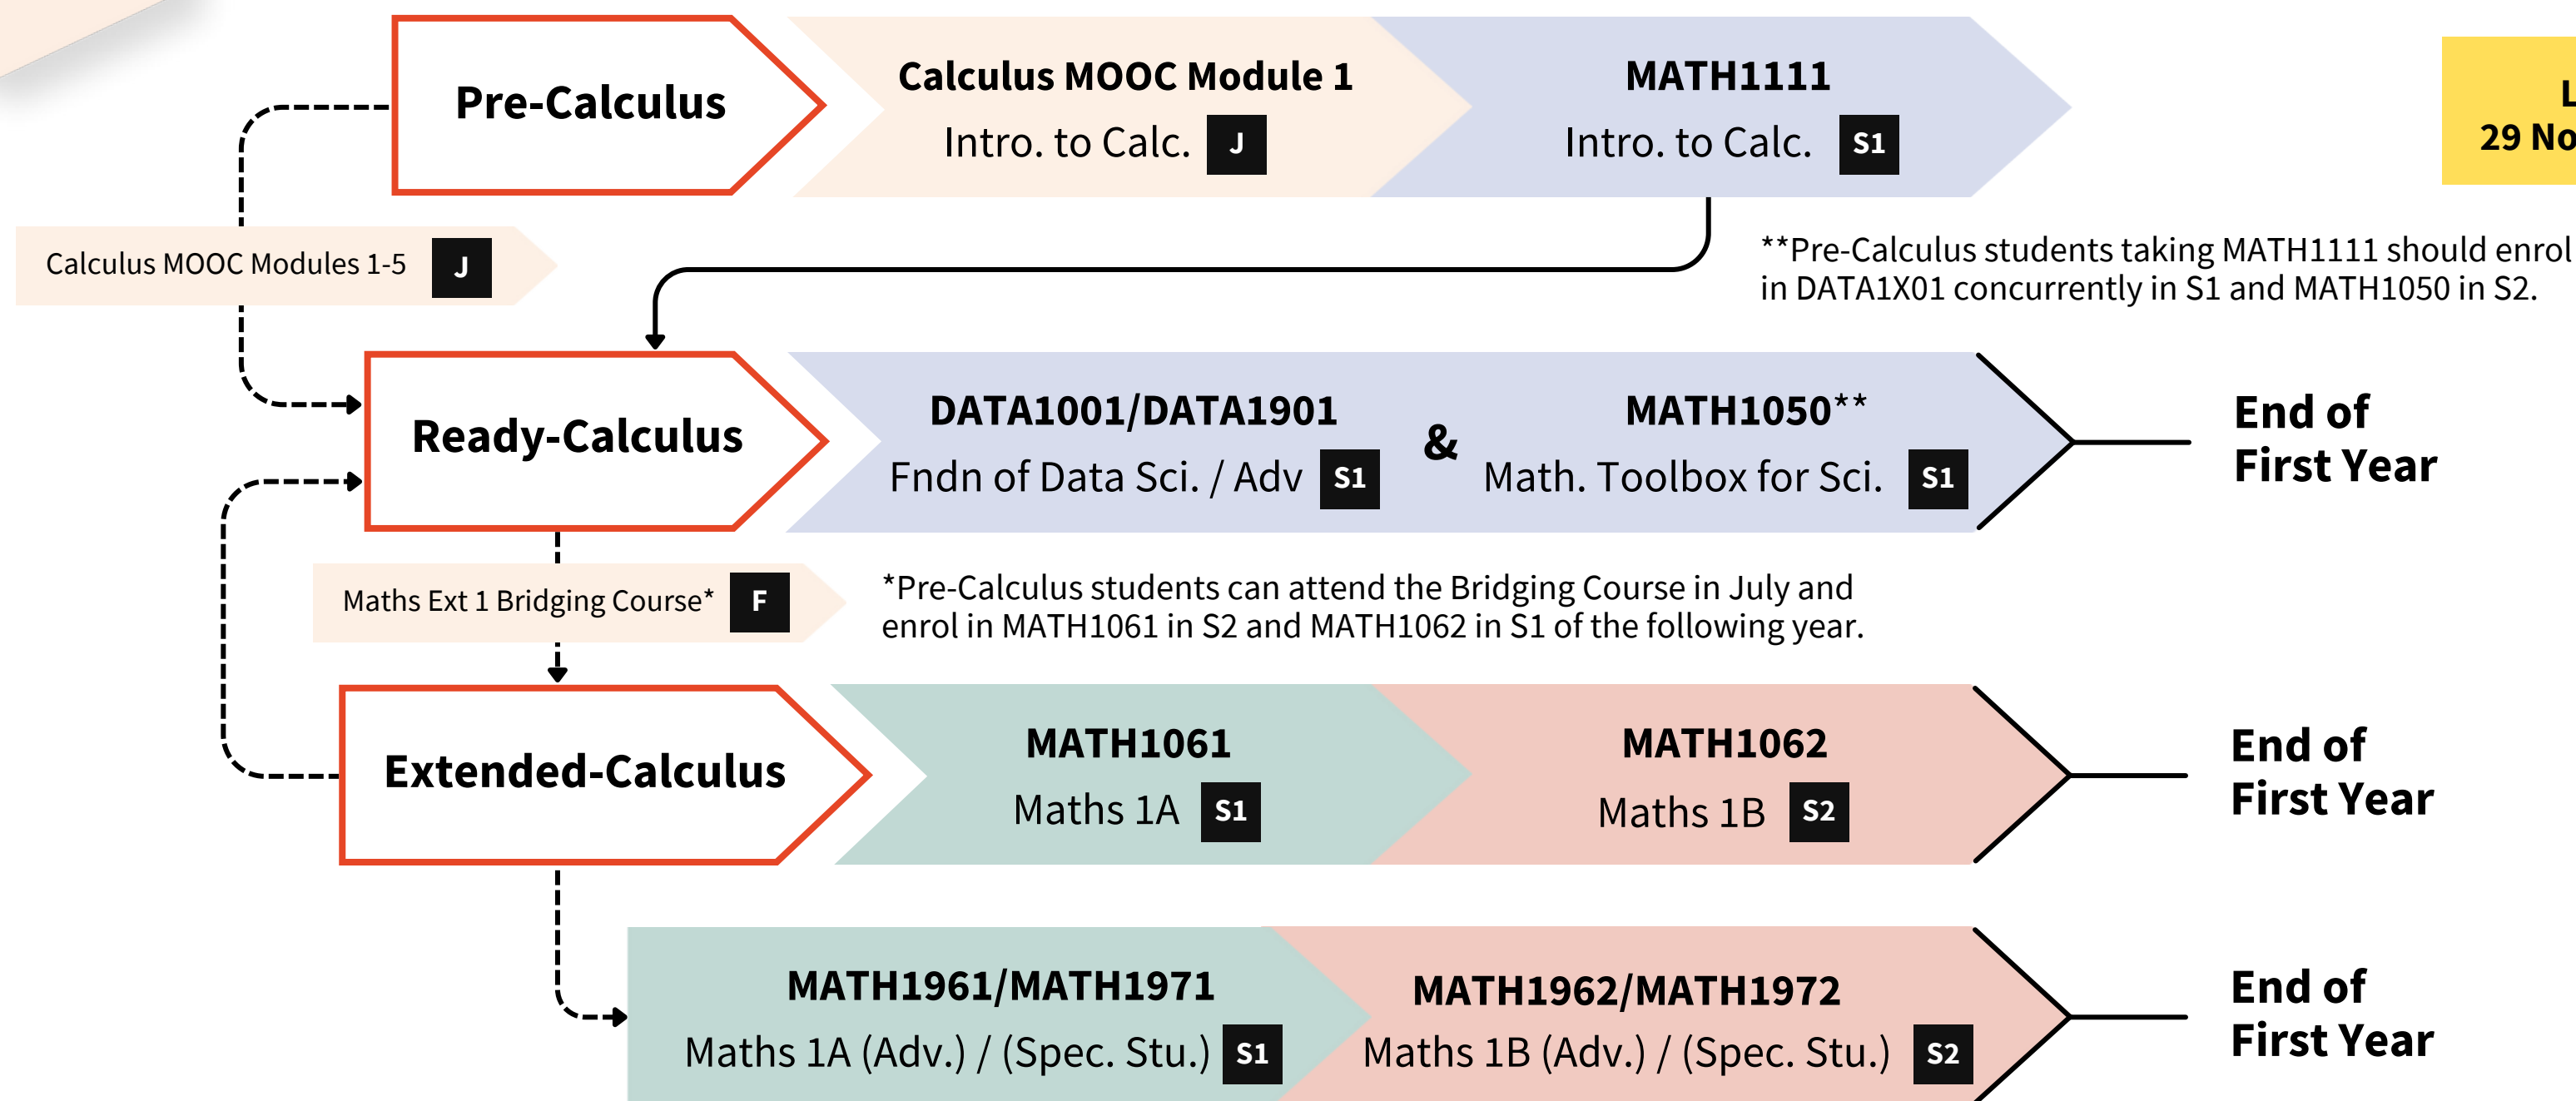 Pre-Calculus
Calculus MOOC Module 1
Intro. to Calc. J
MATH1111
Intro. to Calc. S1
29
Calculus MOOC Modules 1-5 J
**Pre-Calculus students taking MATH1111 should enrol
in DATA1X01 concurrently in S1 and MATH1050 in S2.
Ready-Calculus
DATA1001/DATA1901
Fndn of Data Sci. / Adv S1
&
MATH1050**
Math. Toolbox for Sci. S1
End of
First Year
Maths Ext 1 Bridging Course* F
*Pre-Calculus students can attend the Bridging Course in July and
enrol in MATH1061 in S2 and MATH1062 in S1 of the following year.
Extended-Calculus
MATH1061
Maths 1A S1
MATH1062
Maths 1B S2
End of
First Year
MATH1961/MATH1971
Maths 1A (Adv.) / (Spec. Stu.) S1
MATH1962/MATH1972
Maths 1B (Adv.) / (Spec. Stu.) S2
End of
First Year